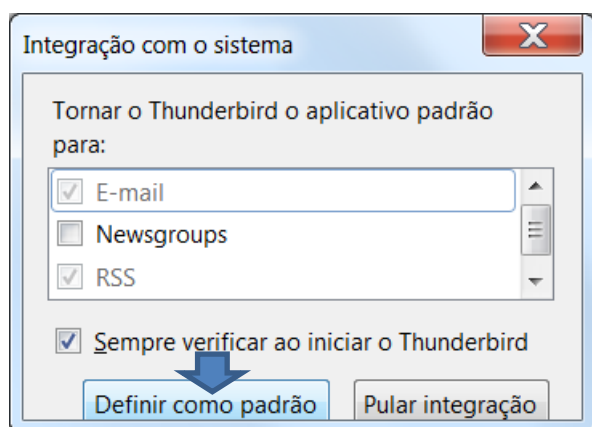 Integração com o sistema
Tornar o Thunderbird o aplicativo padrão
para:
E-mail
Newsgroups
RSS
Sempre verificar ao iniciar o Thunderbird
Definir como padrão Pular integração